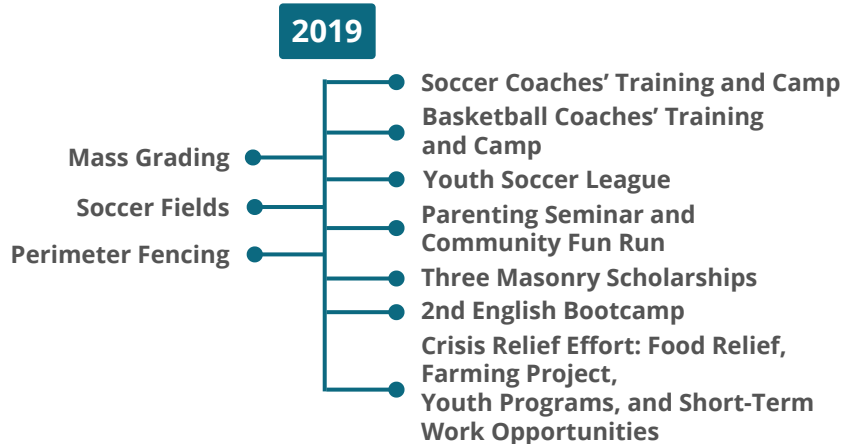 2019
Mass Grading
Soccer Fields
Perimeter Fencing
Soccer Coaches’ Training and Camp
Basketball Coaches’ Training
and Camp
Youth Soccer League
Parenting Seminar and
Community Fun Run
Three Masonry Scholarships
2nd English Bootcamp
Crisis Relief Effort: Food Relief,
Farming Project,
Youth Programs, and Short-Term
Work Opportunities